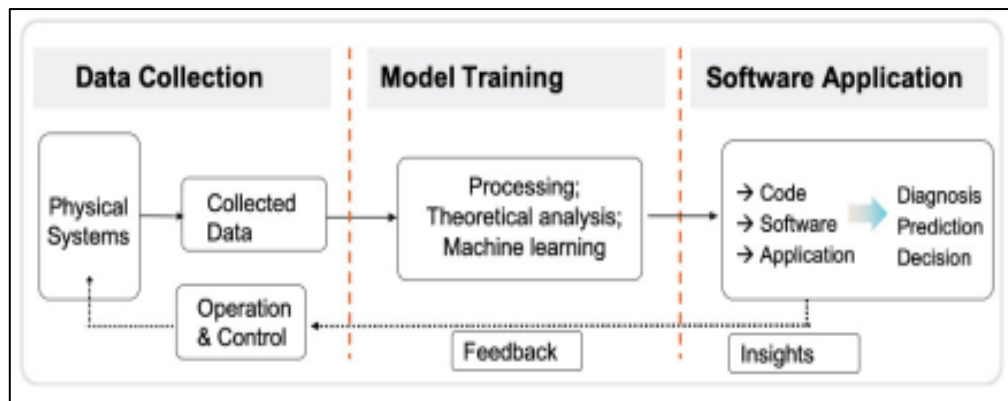 Data Collection
Model Training
Software Application
Physical
Systems
Collected
Data
Processing;
Theoretical analysis;
Machine learning
→ Code
→ Software
→ Application
Diagnosis
Prediction
Decision
Operation
& Control
Feedback
Insights